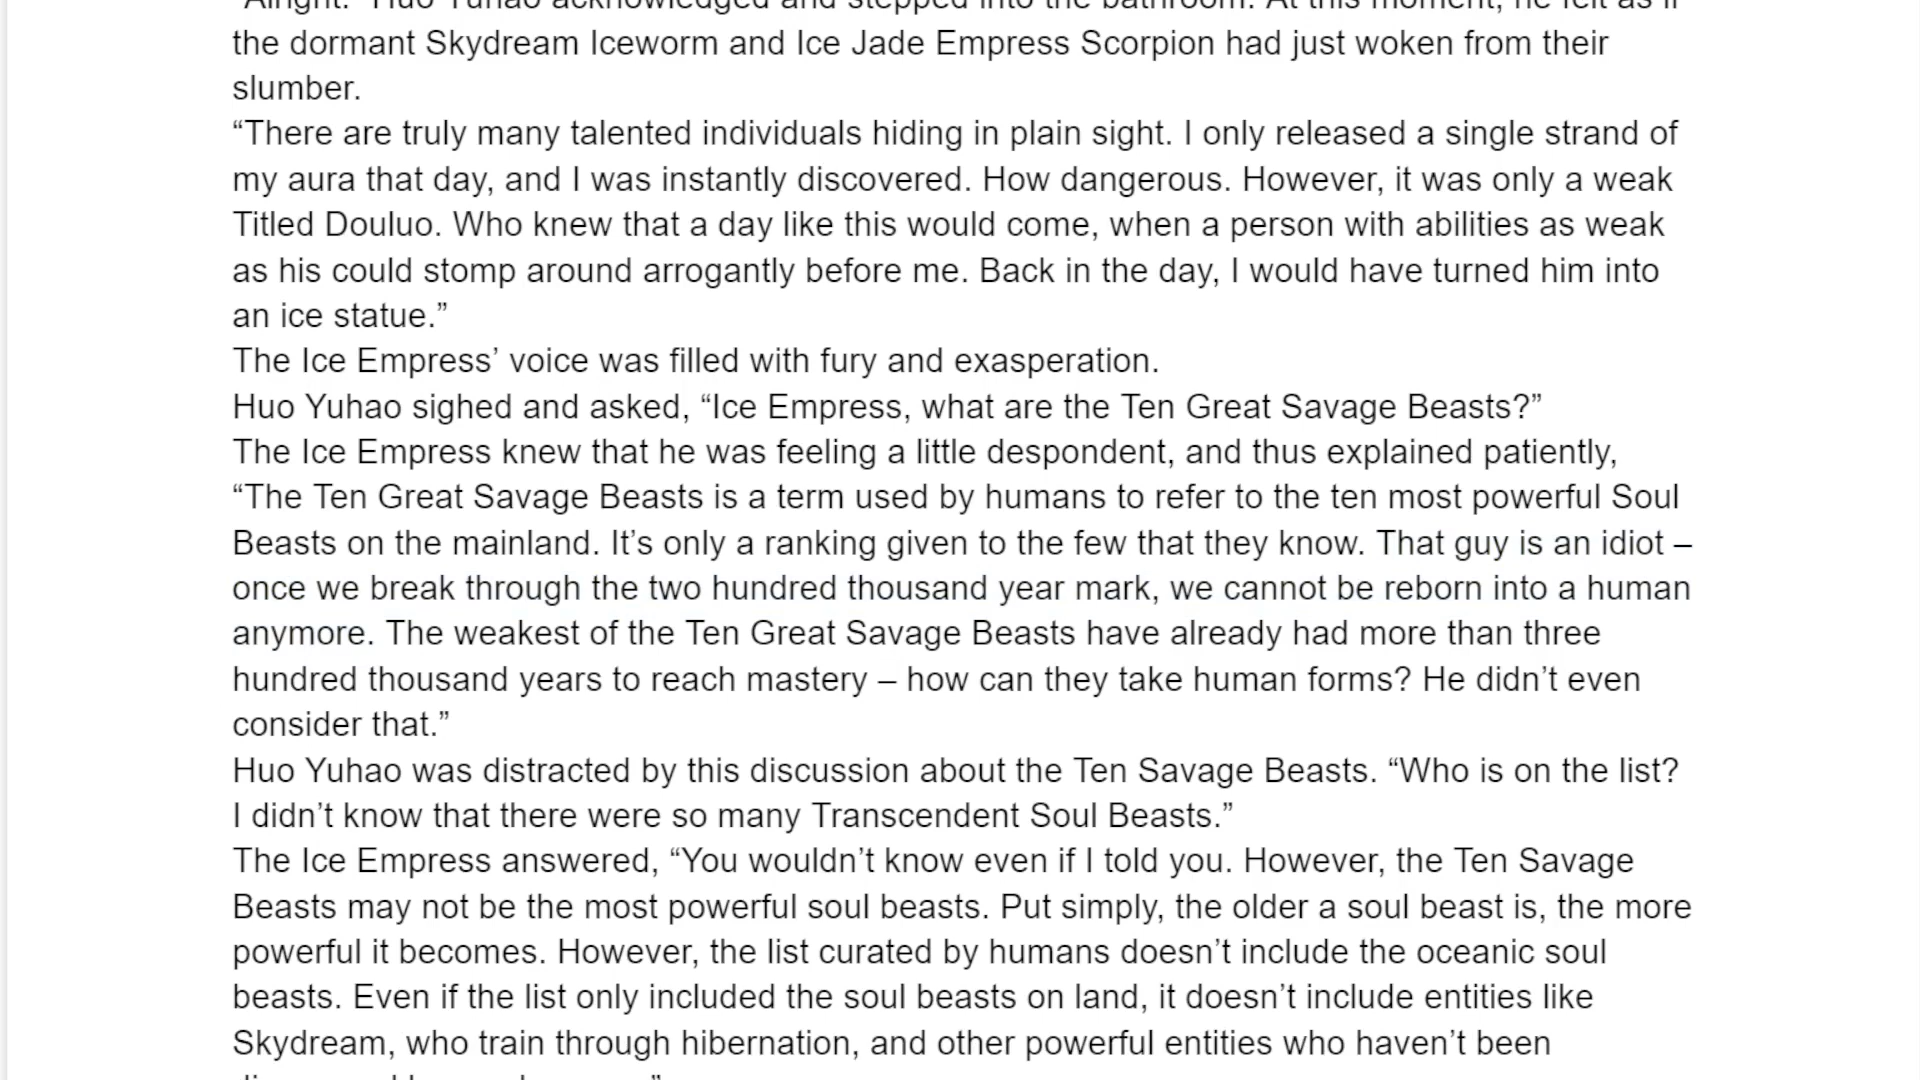 "Alright." Huo Yuhao acknowledged and stepped into the bathroom. At this moment, he felt as if
the dormant Skydream Iceworm and Ice Jade Empress Scorpion had just woken from their
slumber.
“There are truly many talented individuals hiding in plain sight. I only released a single strand of
my aura that day, and I was instantly discovered. How dangerous. However, it was only a weak
Titled Douluo. Who knew that a day like this would come, when a person with abilities as weak
as his could stomp around arrogantly before me. Back in the day, I would have turned him into
an ice statue.”
The Ice Empress’ voice was filled with fury and exasperation.
Huo Yuhao sighed and asked, “Ice Empress, what are the Ten Great Savage Beasts?”
The Ice Empress knew that he was feeling a little despondent, and thus explained patiently,
“The Ten Great Savage Beasts is a term used by humans to refer to the ten most powerful Soul
Beasts on the mainland. It’s only a ranking given to the few that they know. That guy is an idiot –
once we break through the two hundred thousand year mark, we cannot be reborn into a human
anymore. The weakest of the Ten Great Savage Beasts have already had more than three
hundred thousand years to reach mastery – how can they take human forms? He didn’t even
consider that.”
Huo Yuhao was distracted by this discussion about the Ten Savage Beasts. “Who is on the list?
I didn’t know that there were so many Transcendent Soul Beasts.”
The Ice Empress answered, “You wouldn’t know even if I told you. However, the Ten Savage
Beasts may not be the most powerful soul beasts. Put simply, the older a soul beast is, the more
powerful it becomes. However, the list curated by humans doesn’t include the oceanic soul
beasts. Even if the list only included the soul beasts on land, it doesn’t include entities like
Skydream, who train through hibernation, and other powerful entities who haven’t been